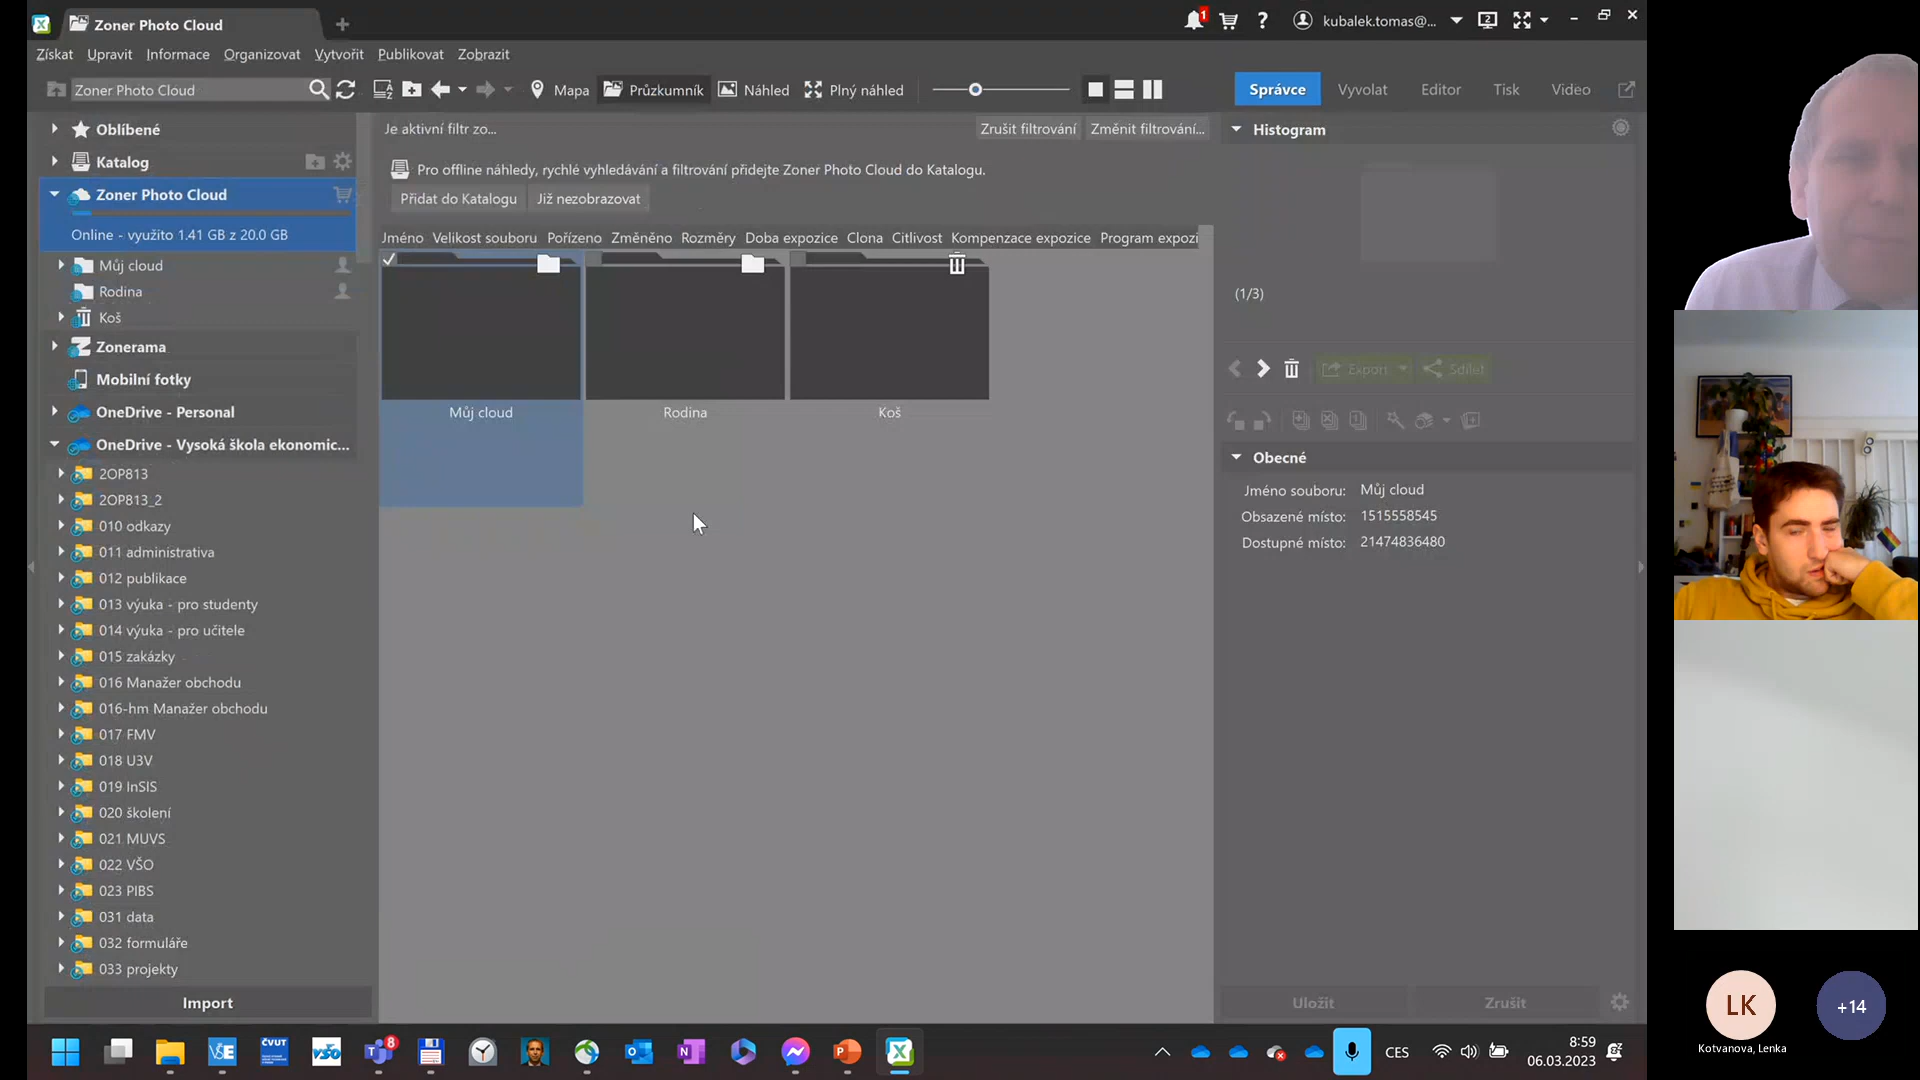 Zoner Photo Cloud
kubalek.tomas@...
Získat Upravit Informace Organizovat Vytvořit Publikovat Zobrazit
Zoner Photo Cloud
Mapa Průzkumník Náhled Plný náhled
Správce Vyvolat Editor Tisk Video
Oblíbené
Katalog
Zoner Photo Cloud
Online - využito 1.41 GB z 20.0 GB
Můj cloud
Rodina
Koš
Zonerama
Mobilní fotky
OneDrive - Personal
OneDrive - Vysoká škola ekonomic...
2OP813
2OP813_2
010 odkazy
011 administrativa
012 publikace
013 výuka - pro studenty
014 výuka - pro učitele
015 zakázky
016 Manažer obchodu
016-hm Manažer obchodu
017 FMV
018 U3V
019 InSIS
020 školení
021 MUVS
022 VŠO
023 PIBS
031 data
032 formuláře
033 projekty
Import
Je aktivní filtr zo...
Zrušit filtrování Změnit filtrování...
Pro offline náhledy, rychlé vyhledávání a filtrování přidejte Zoner Photo Cloud do Katalogu.
Přidat do Katalogu Již nezobrazovat
Jméno Velikost souboru Pořízeno Změněno Rozměry Doba expozice Clona Citlivost Kompenzace expozice Program expozi
Můj cloud Rodina Koš
Histogram
(1/3)
Export Sdílet
Obecné
Jméno souboru: Můj cloud
Obsazené místo: 1515558545
Dostupné místo: 21474836480
Uložit Zrušit
LK
+14
Kotvanova, Lenka
CES
8:59
06.03.2023